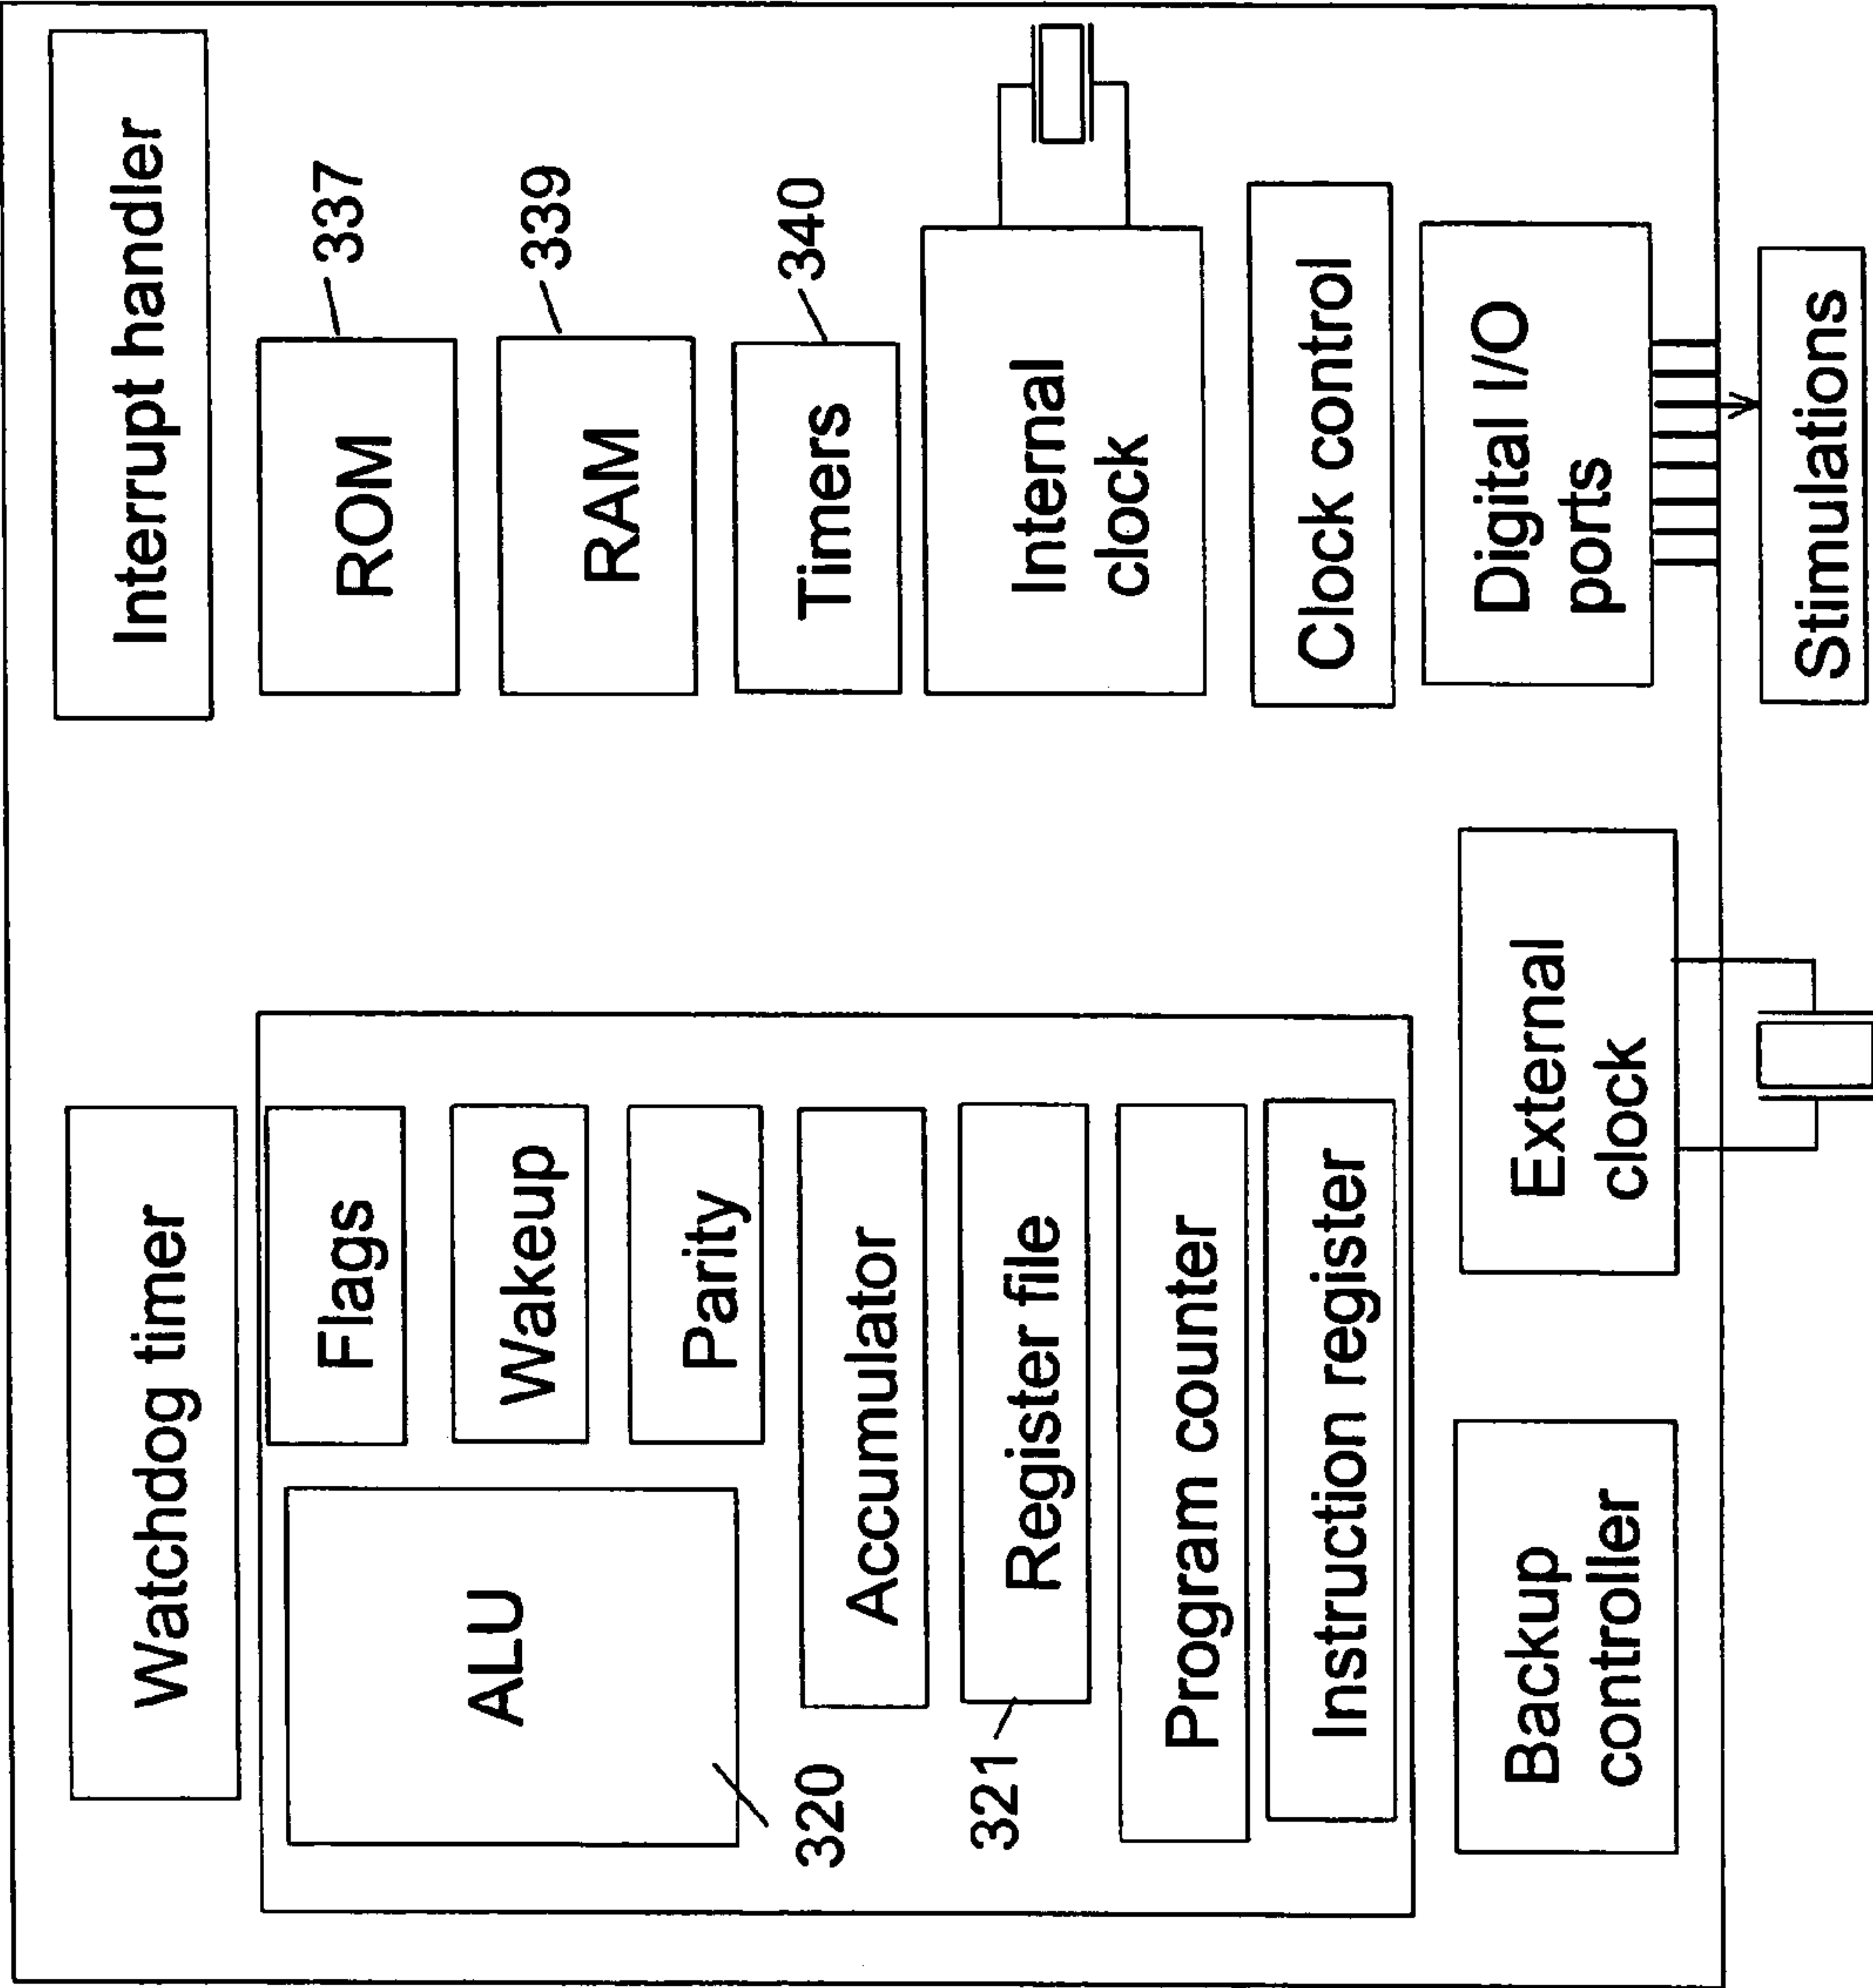 Watchdog timer
Interrupt handler
ALU
Flags
Wakeup
Parity
320
Accumulator
321
Register file
Program counter
Instruction register
ROM
337
RAM
339
Timers
340
Internal
clock
Clock control
Digital I/O
ports
Backup
controller
External
clock
Stimulations